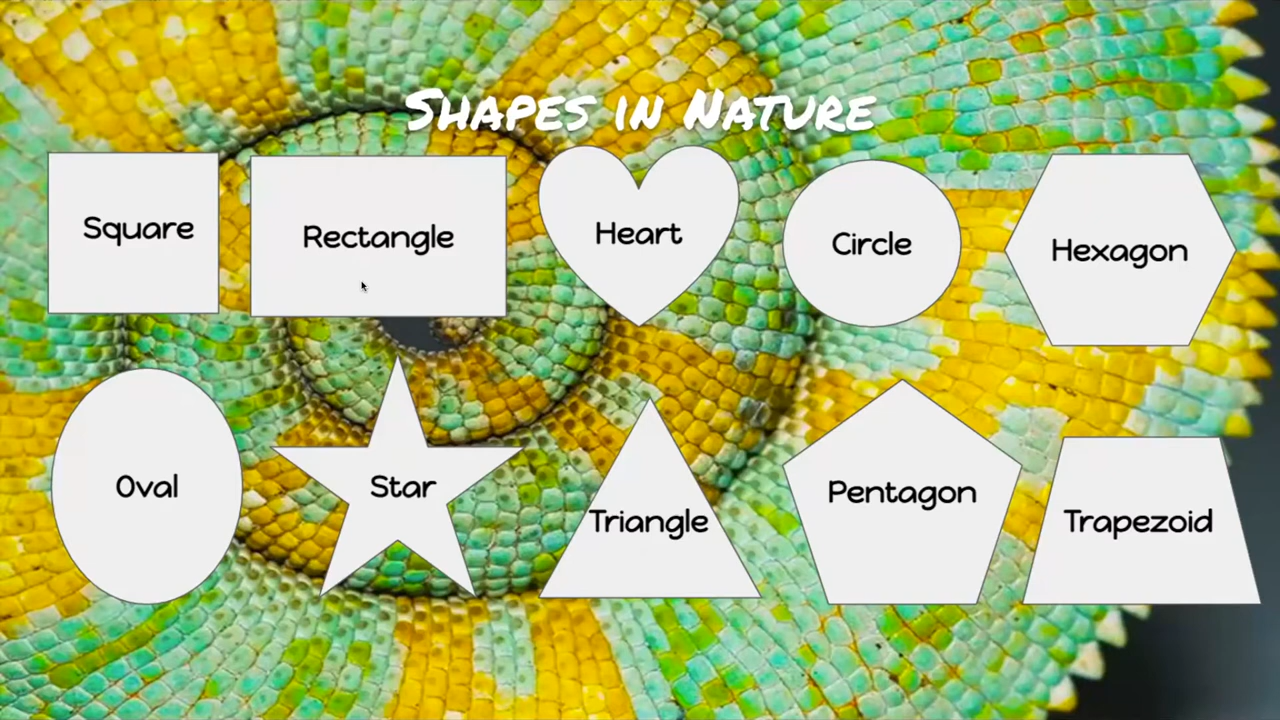 Shapes in Nature
Square
Rectangle
Heart
Circle
Hexagon
Oval
Star
Triangle
Pentagon
Trapezoid